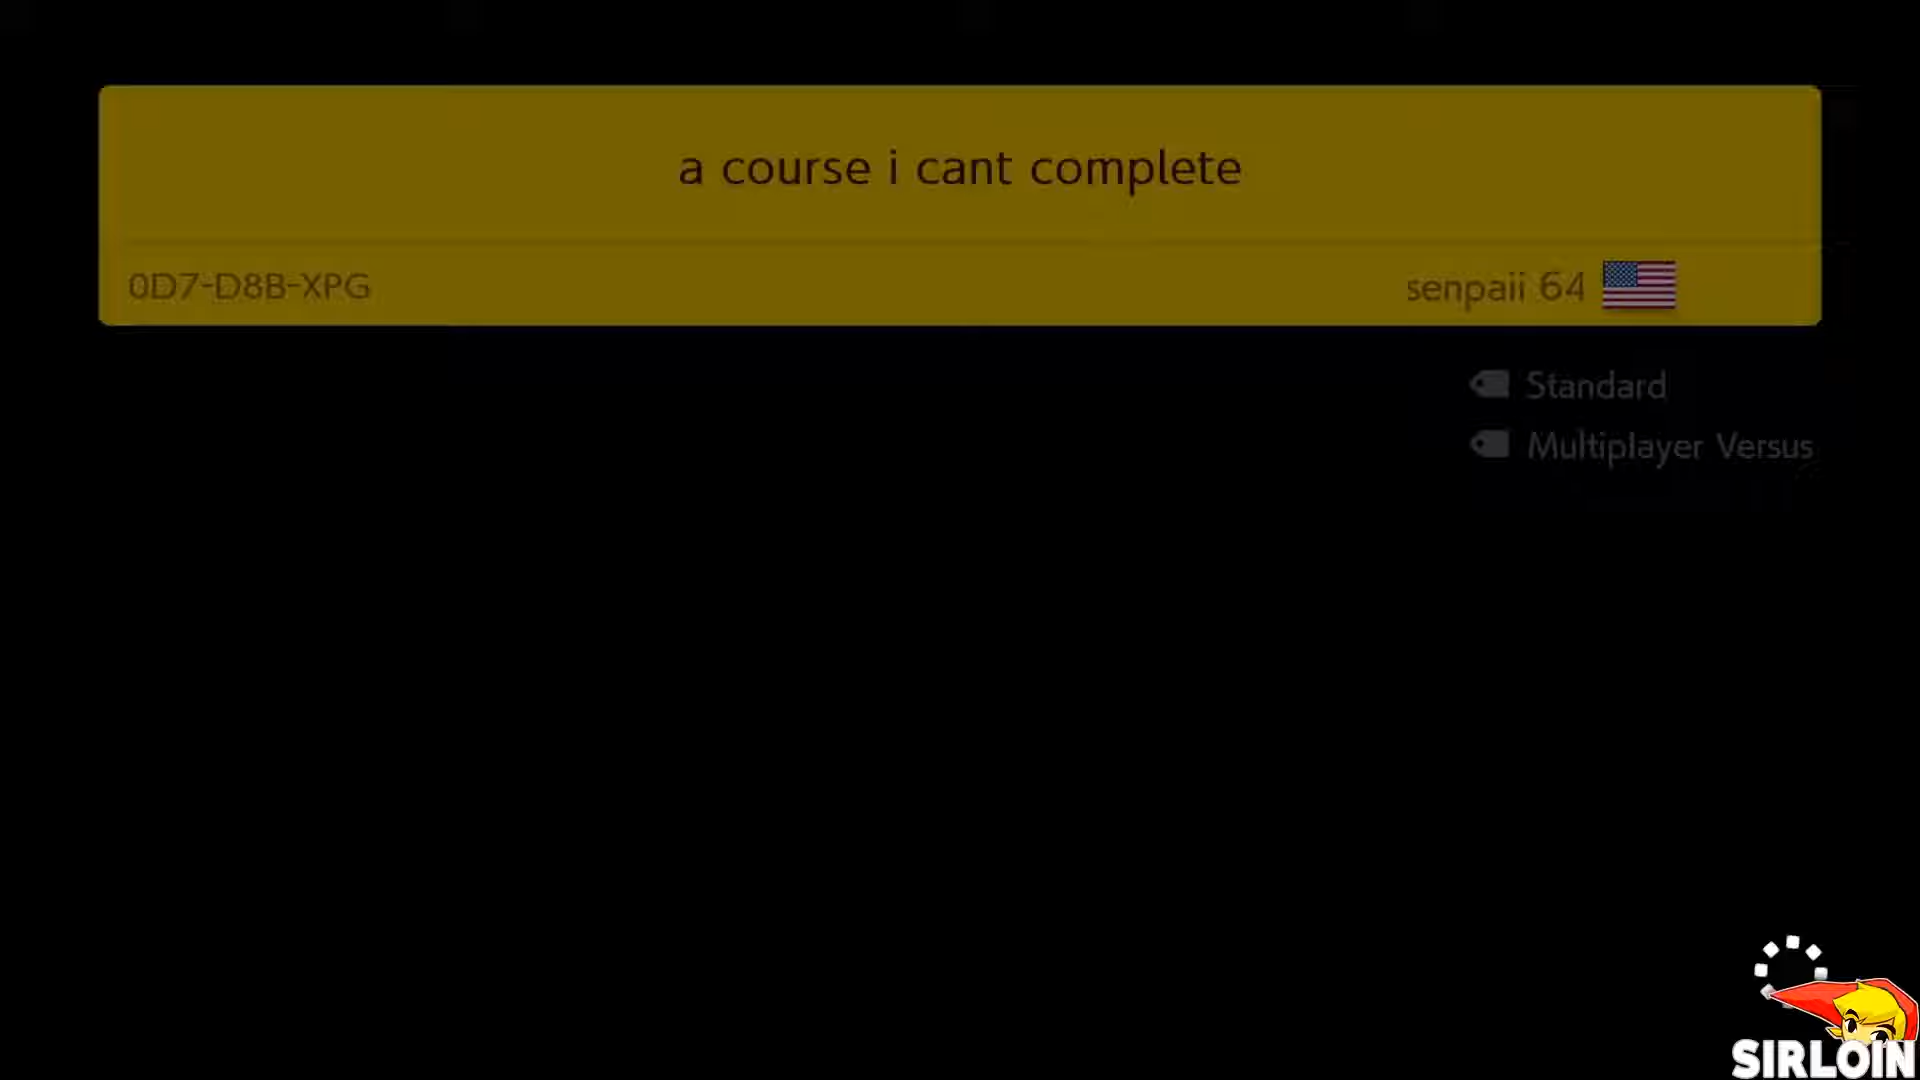 a course i cant complete
0D7-D8B-XPG
senpaii 64
Standard
Multiplayer Versus
SIRLOIN